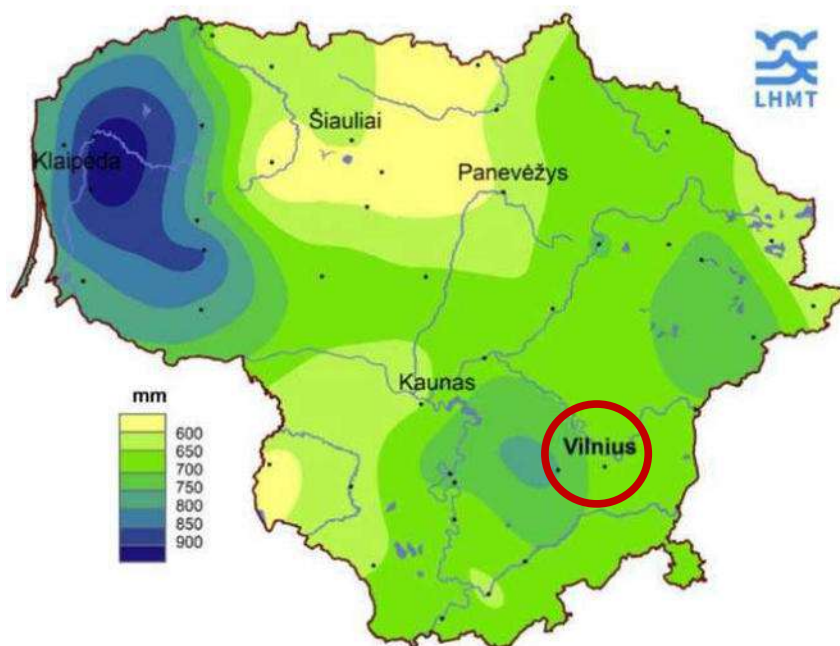 LHMT
Šiauliai
Klaipėda
Panevėžys
Kaunas
Vilnius
mm
600
650
700
750
800
850
900